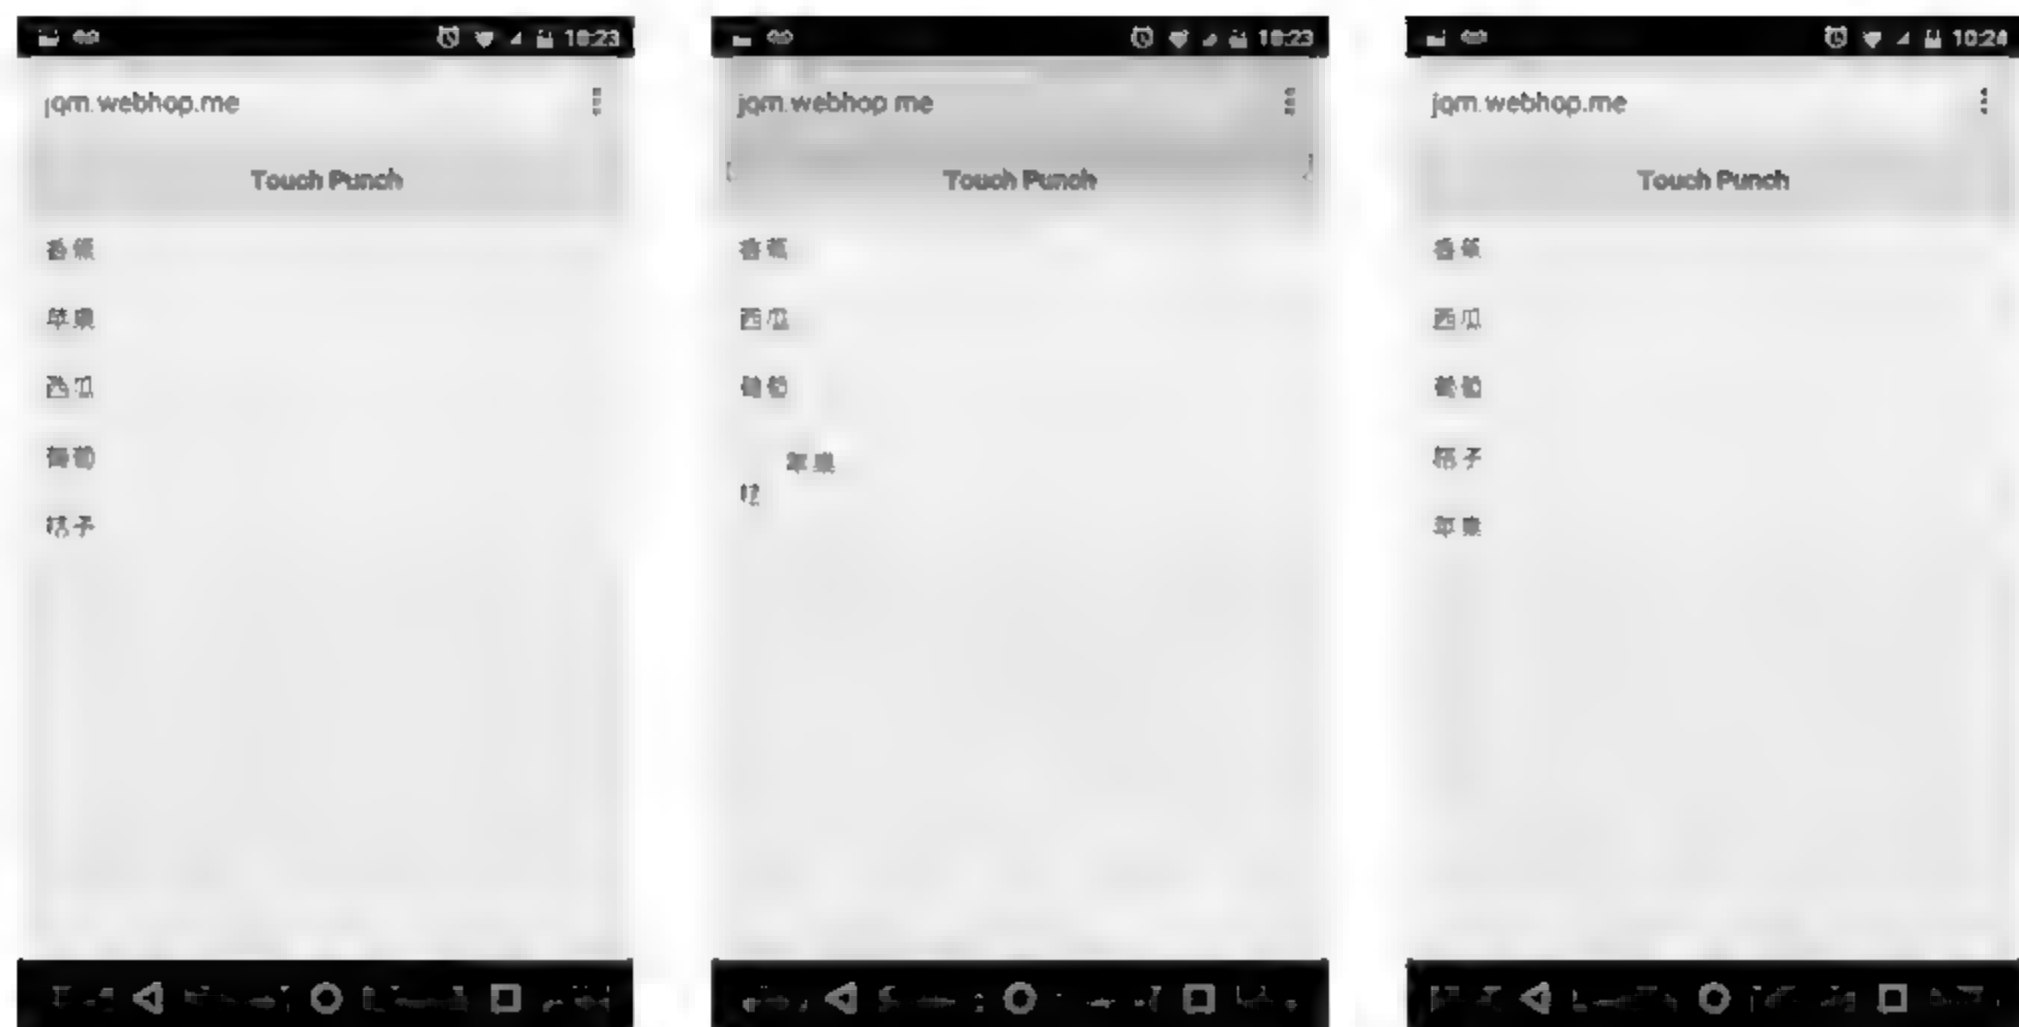 10:23
jqm.webhop.me
Touch Punch
香蕉
苹果
西瓜
葡萄
桔子
10:23
jqm.webhop.me
Touch Punch
香蕉
西瓜
葡萄
苹果
10:24
jqm.webhop.me
Touch Punch
香蕉
西瓜
葡萄
桔子
苹果